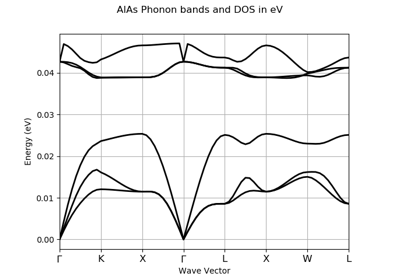 AlAs Phonon bands and DOS in eV
Energy (eV)
0.04
0.03
0.02
0.01
0.00
Γ K X Γ L X W L
Wave Vector